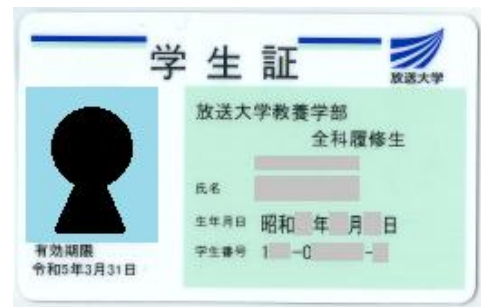 学生証
放送大学
放送大学教養学部
全科履修生
氏名
生年月日 昭和 年 月 日
学生番号 1 -0 -
有効期限
令和5年3月31日